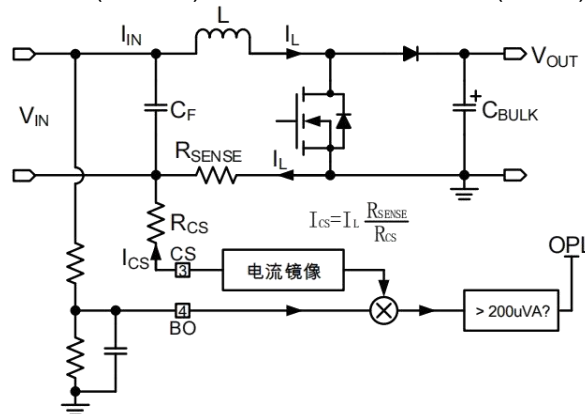 L
I_IN
I_L
V_OUT
V_IN
C_F
+
C_BULK
R_SENSE
I_L
R_CS
I_CS=I_L R_SENSE
R_CS
I_CS
CS
OPL
3
电流镜像
> 200uVA?
4
BO